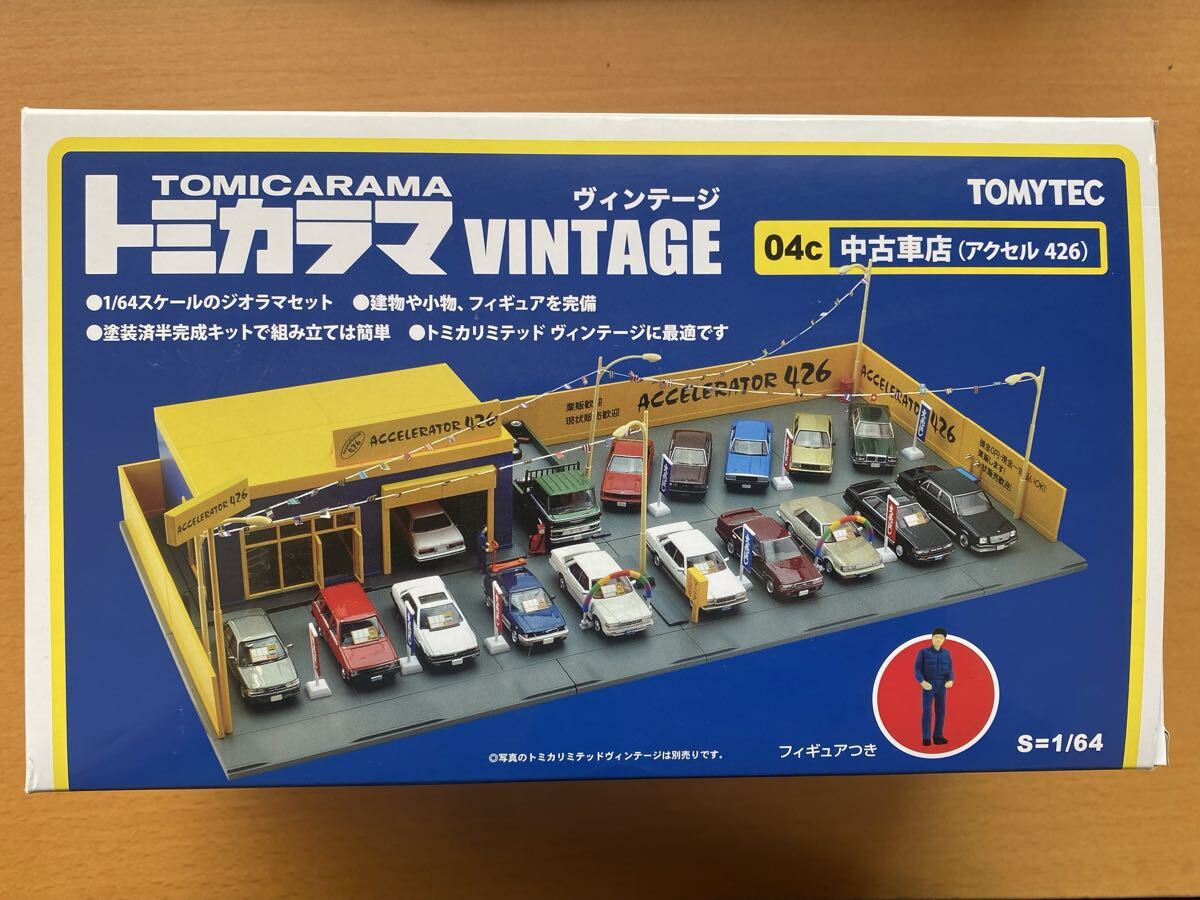 TOMICARAMA
トミカラマ
ヴィンテージ
VINTAGE
TOMYTEC
04c 中古車店(アクセル 426)
●1/64スケールのジオラマセット ●建物や小物、フィギュアを完備
●塗装済半完成キットで組み立ては簡単 ●トミカリミテッド ヴィンテージに最適です
ACCELERATOR 426
業販歓迎
現状販売歓迎
ACCELERATOR 426
ACCELERATOR 426
ACCELERATOR 426
フィギュアつき
S=1/64
◎写真のトミカリミテッドヴィンテージは別売りです。